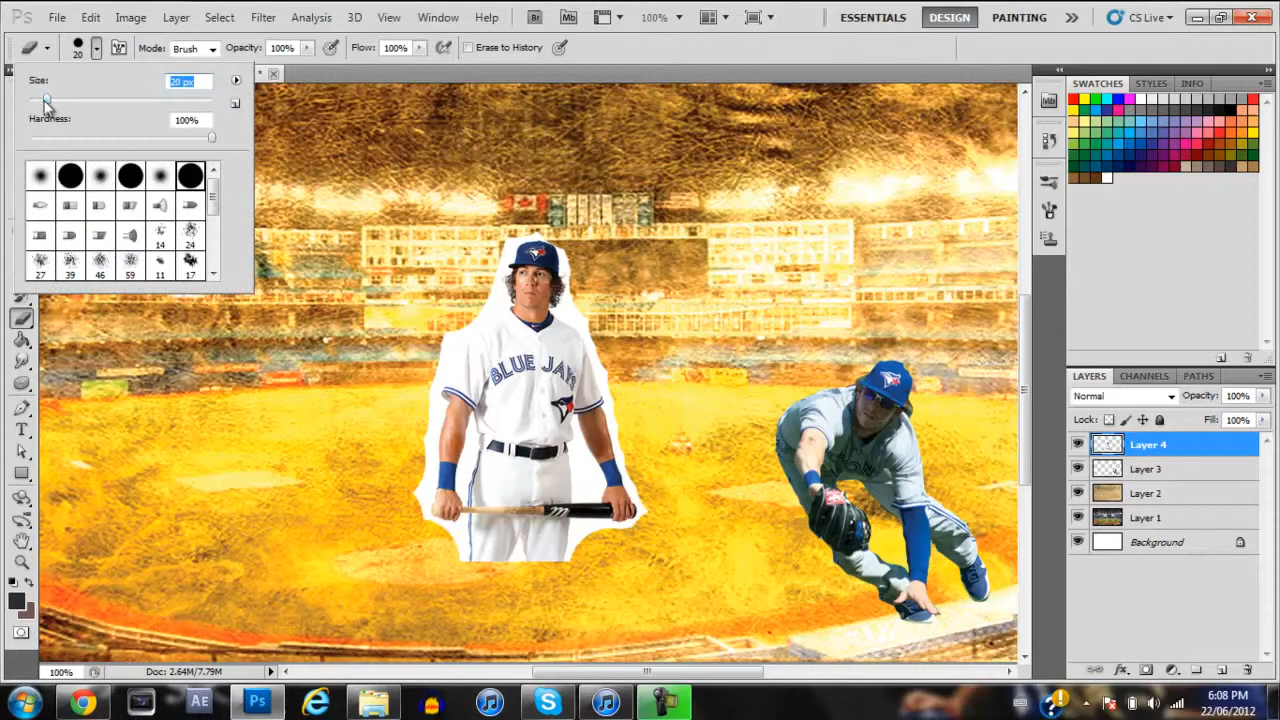 Ps File Edit Image Layer Select Filter Analysis 3D View Window Help Br Mb 100% ESSENTIALS DESIGN PAINTING CS Live
20 Mode: Brush Opacity: 100% Flow: 100% Erase to History
Size: 20 px
Hardness: 100%
14 24
27 39 46 59 11 17
*
BLUE JAYS
SWATCHES STYLES INFO
Mb
LAYERS CHANNELS PATHS
Normal Opacity: 100%
Lock: Fill: 100%
Layer 4
Layer 3
Layer 2
Layer 1
Background
T
100% Doc: 2.64M/7.79M
Ae Ps S
6:08 PM
22/06/2012